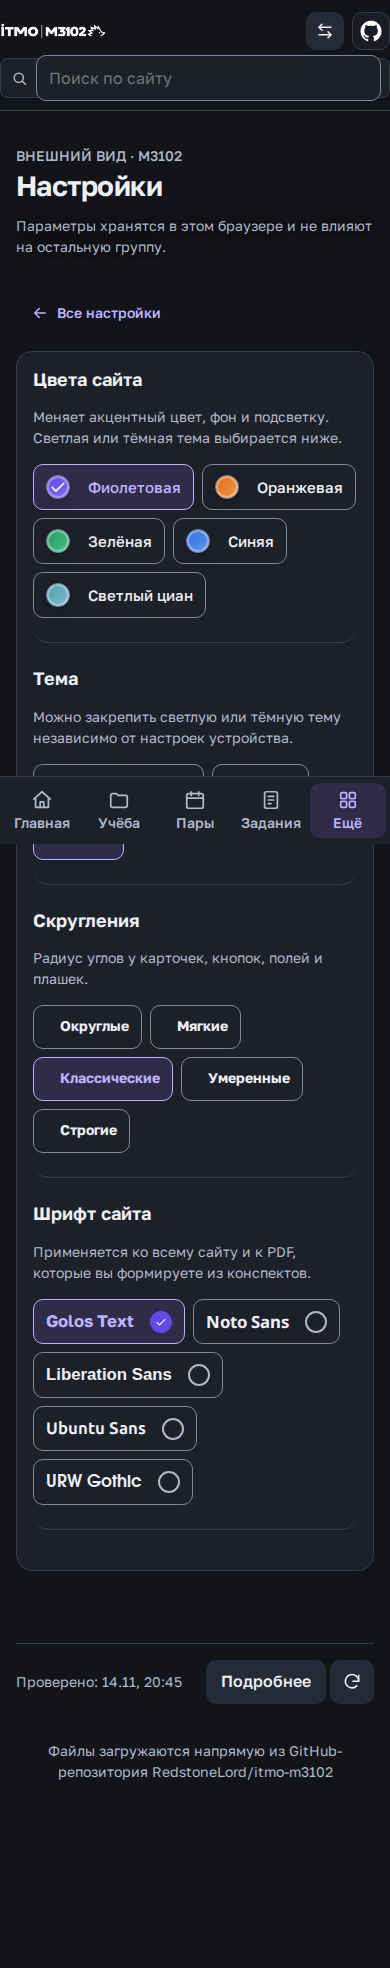 iTMO | M3102
Поиск по сайту
ВНЕШНИЙ ВИД · M3102
Настройки
Параметры хранятся в этом браузере и не влияют
на остальную группу.
Все настройки
Цвета сайта
Меняет акцентный цвет, фон и подсветку.
Светлая или тёмная тема выбирается ниже.
Фиолетовая Оранжевая
Зелёная Синяя
Светлый циан
Тема
Можно закрепить светлую или тёмную тему
независимо от настроек устройства.
Главная Учёба Пары Задания Ещё
Скругления
Радиус углов у карточек, кнопок, полей и
плашек.
Округлые Мягкие
Классические Умеренные
Строгие
Шрифт сайта
Применяется ко всему сайту и к PDF,
которые вы формируете из конспектов.
Golos Text Noto Sans
Liberation Sans
Ubuntu Sans
URW Gothic
Проверено: 14.11, 20:45 Подробнее
Файлы загружаются напрямую из GitHub-
репозитория RedstoneLord/itmo-m3102